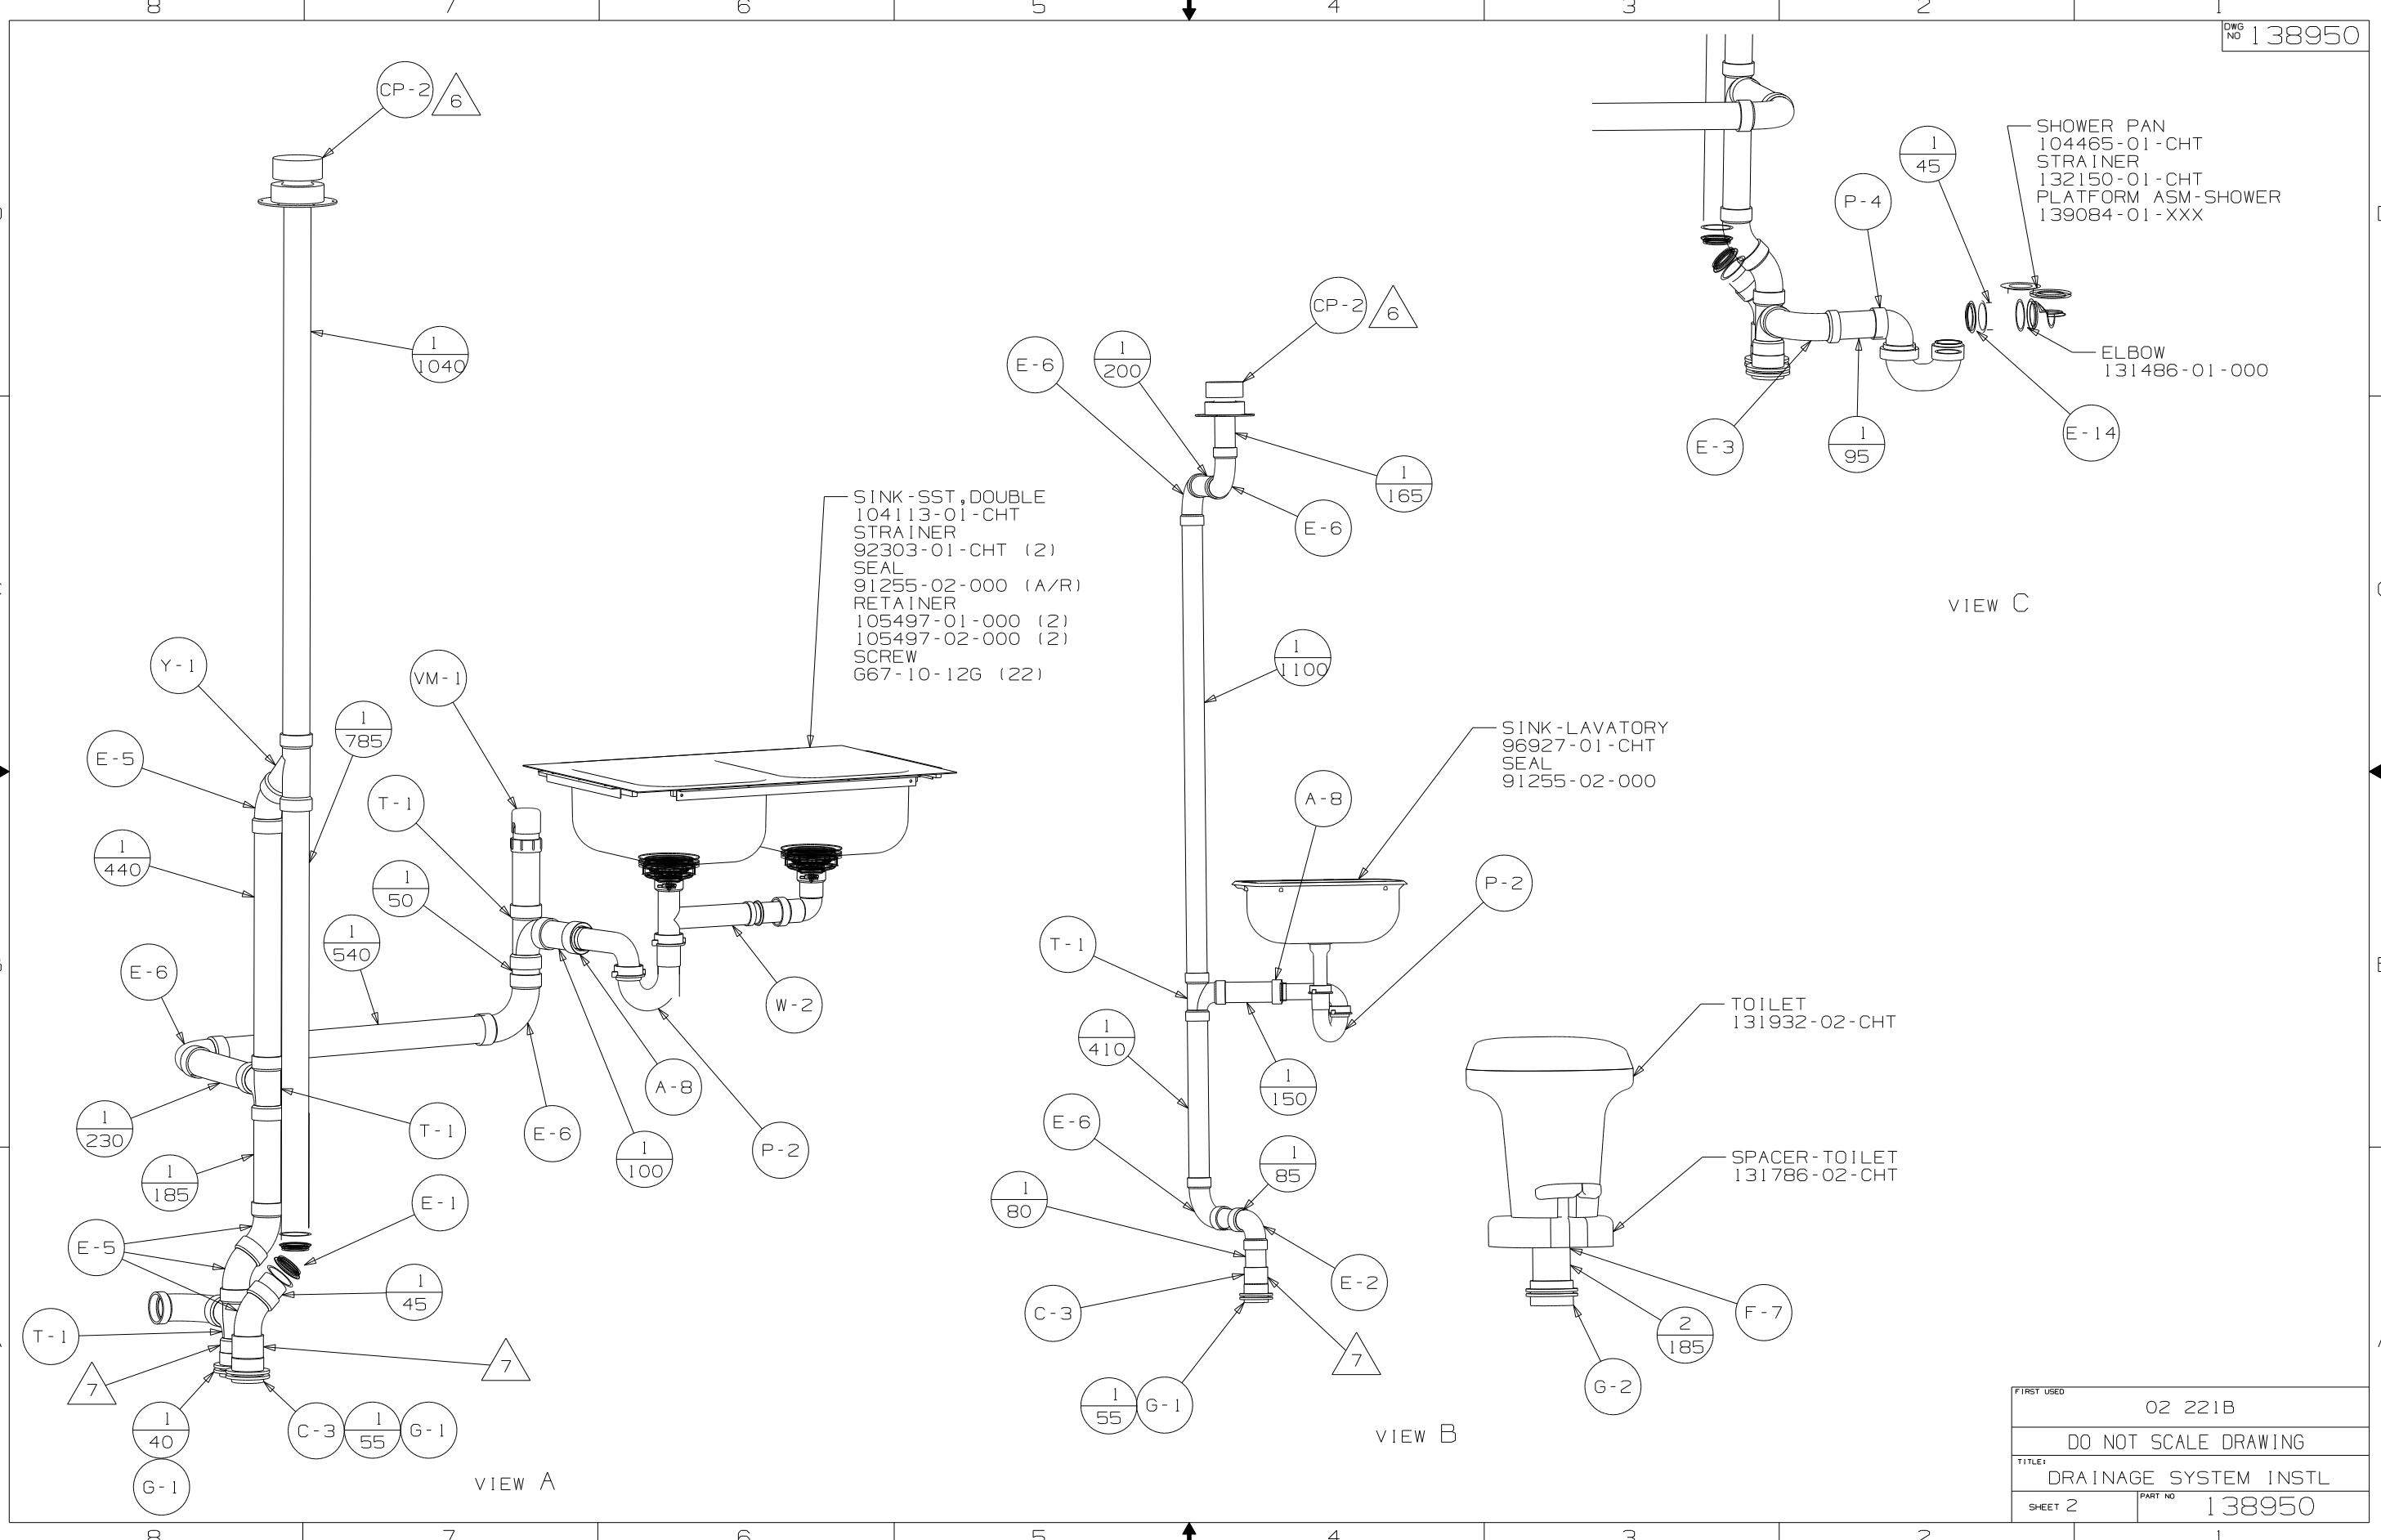 8 7 6 5 4 3 2 1
DWG NO 138950
CP-2 6
1 1040
SINK-SST,DOUBLE
104113-01-CHT
STRAINER
92303-01-CHT (2)
SEAL
91255-02-000 (A/R)
RETAINER
105497-01-000 (2)
105497-02-000 (2)
SCREW
G67-10-12G (22)
Y-1
VM-1
1 785
E-5
T-1
1 440
1 50
1 540
E-6
W-2
A-8
1 230
T-1
E-6
1 100
P-2
1 185
E-1
E-5
1 45
T-1
7
7
1 40
C-3
1 55
G-1
G-1
VIEW A
CP-2 6
E-6
1 200
1 165
E-6
1 1100
SINK-LAVATORY
96927-01-CHT
SEAL
91255-02-000
A-8
P-2
T-1
1 410
1 150
E-6
1 85
1 80
E-2
C-3
7
1 55
G-1
VIEW B
TOILET
131932-02-CHT
SPACER-TOILET
131786-02-CHT
F-7
2 185
G-2
SHOWER PAN
104465-01-CHT
STRAINER
132150-01-CHT
PLATFORM ASM-SHOWER
139084-01-XXX
1 45
P-4
ELBOW
131486-01-000
E-3
1 95
E-14
VIEW C
FIRST USED
02 221B
DO NOT SCALE DRAWING
TITLE:
DRAINAGE SYSTEM INSTL
SHEET 2
PART NO 138950
8 7 6 5 4 3 2 1